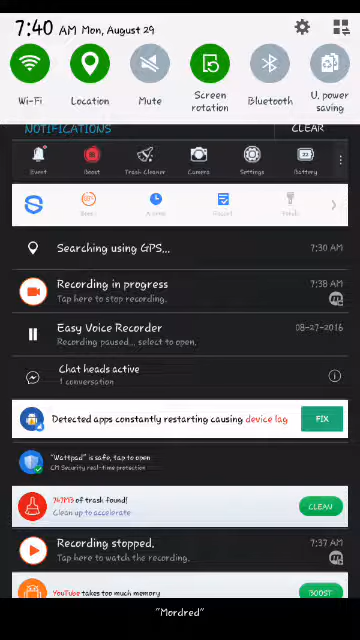 7:40 AM Mon, August 29
Wi-Fi
Location
Mute
Screen rotation
Bluetooth
U. power saving
NOTIFICATIONS
CLEAR
Event
Boost
Trash Cleaner
Camera
Settings
Battery
Searching using GPS...
7:30 AM
Recording in progress
7:38 AM
Tap here to stop recording.
Easy Voice Recorder
08-27-2016
Recording paused... select to open.
Chat heads active
1 conversation
Detected apps constantly restarting causing device lag
FIX
"Wattpad" is safe, tap to open
CM Security real-time protection
of trash found!
Clean up to accelerate
CLEAN
Recording stopped.
7:37 AM
Tap here to watch the recording.
YouTube takes too much memory
BOOST
"Mordred"